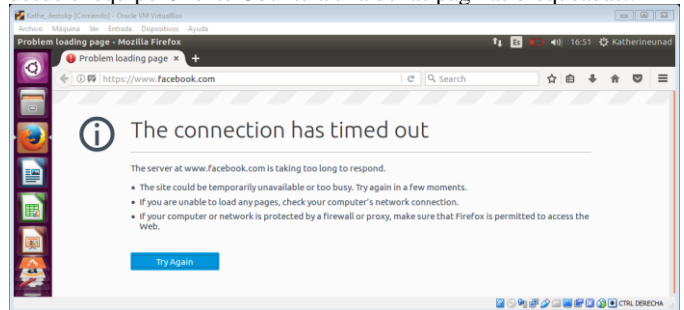 Kathe_destokp [Corriendo] - Oracle VM VirtualBox
Archivo Máquina Ver Entrada Dispositivos Ayuda
Problem loading page - Mozilla Firefox Es 16:51 Katherineunad
Problem loading page × +
https://www.facebook.com Search
The connection has timed out
The server at www.facebook.com is taking too long to respond.
• The site could be temporarily unavailable or too busy. Try again in a few moments.
• If you are unable to load any pages, check your computer's network connection.
• If your computer or network is protected by a firewall or proxy, make sure that Firefox is permitted to access the
Web.
Try Again
CTRL DERECHA